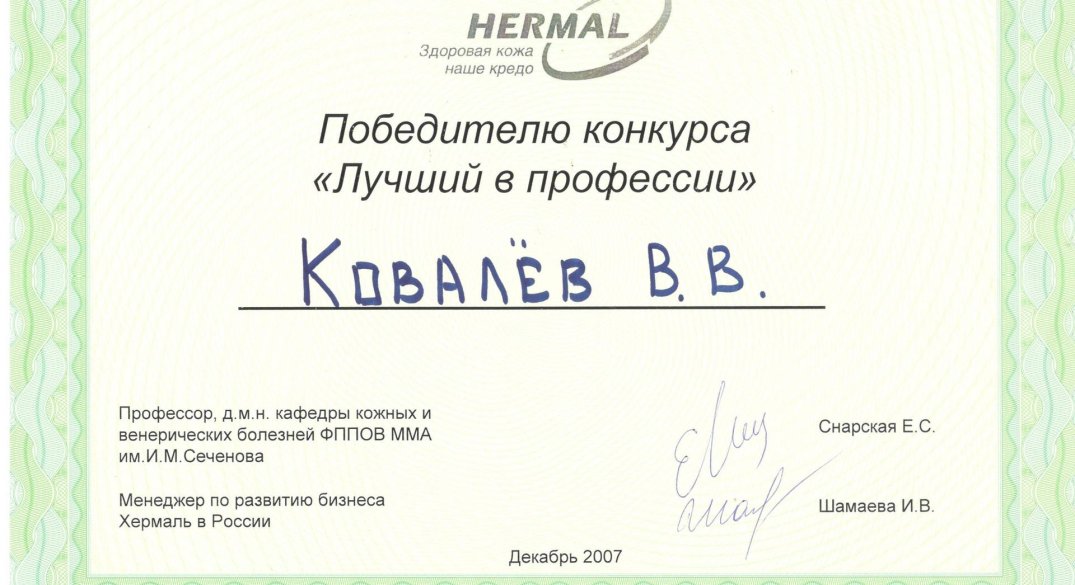 HERMAL
Здоровая кожа
наше кредо
Победителю конкурса
«Лучший в профессии»
КОВАЛЁВ В. В.
Профессор, д.м.н. кафедры кожных и
венерических болезней ФППОВ ММА
им.И.М.Сеченова
Снарская Е.С.
Менеджер по развитию бизнеса
Хермаль в России
Шамаева И.В.
Декабрь 2007